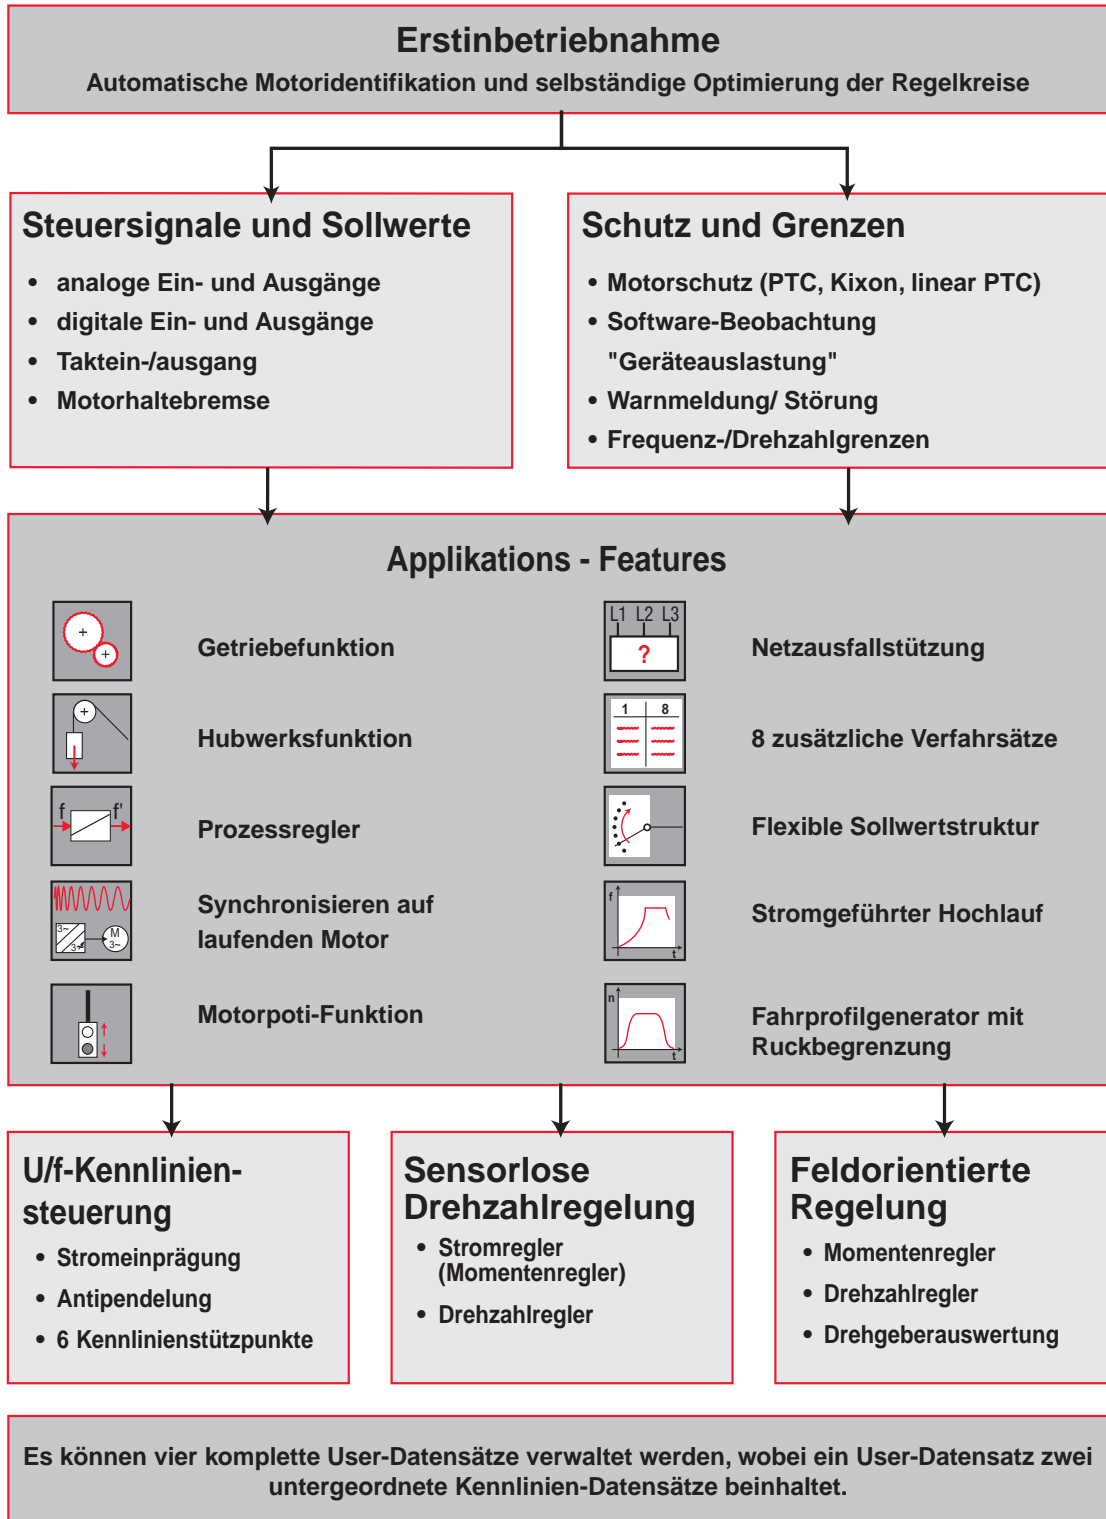 Erstinbetriebnahme
Automatische Motoridentifikation und selbständige Optimierung der Regelkreise
Steuersignale und Sollwerte
• analoge Ein- und Ausgänge
• digitale Ein- und Ausgänge
• Taktein-/ausgang
• Motorhaltebremse
Schutz und Grenzen
• Motorschutz (PTC, Kixon, linear PTC)
• Software-Beobachtung
"Geräteauslastung"
• Warnmeldung/ Störung
• Frequenz-/Drehzahlgrenzen
Applikations - Features
+
+
Getriebefunktion
+
Hubwerksfunktion
f f'
Prozessregler
3~
3~
M
3~
Synchronisieren auf
laufenden Motor
Motorpoti-Funktion
L1 L2 L3
?
Netzausfallstützung
1 8
8 zusätzliche Verfahrsätze
Flexible Sollwertstruktur
f
t
Stromgeführter Hochlauf
n
t
Fahrprofilgenerator mit
Ruckbegrenzung
U/f-Kennlinien-
steuerung
• Stromeinprägung
• Antipendelung
• 6 Kennlinienstützpunkte
Sensorlose
Drehzahlregelung
• Stromregler
(Momentenregler)
• Drehzahlregler
Feldorientierte
Regelung
• Momentenregler
• Drehzahlregler
• Drehgeberauswertung
Es können vier komplette User-Datensätze verwaltet werden, wobei ein User-Datensatz zwei
untergeordnete Kennlinien-Datensätze beinhaltet.